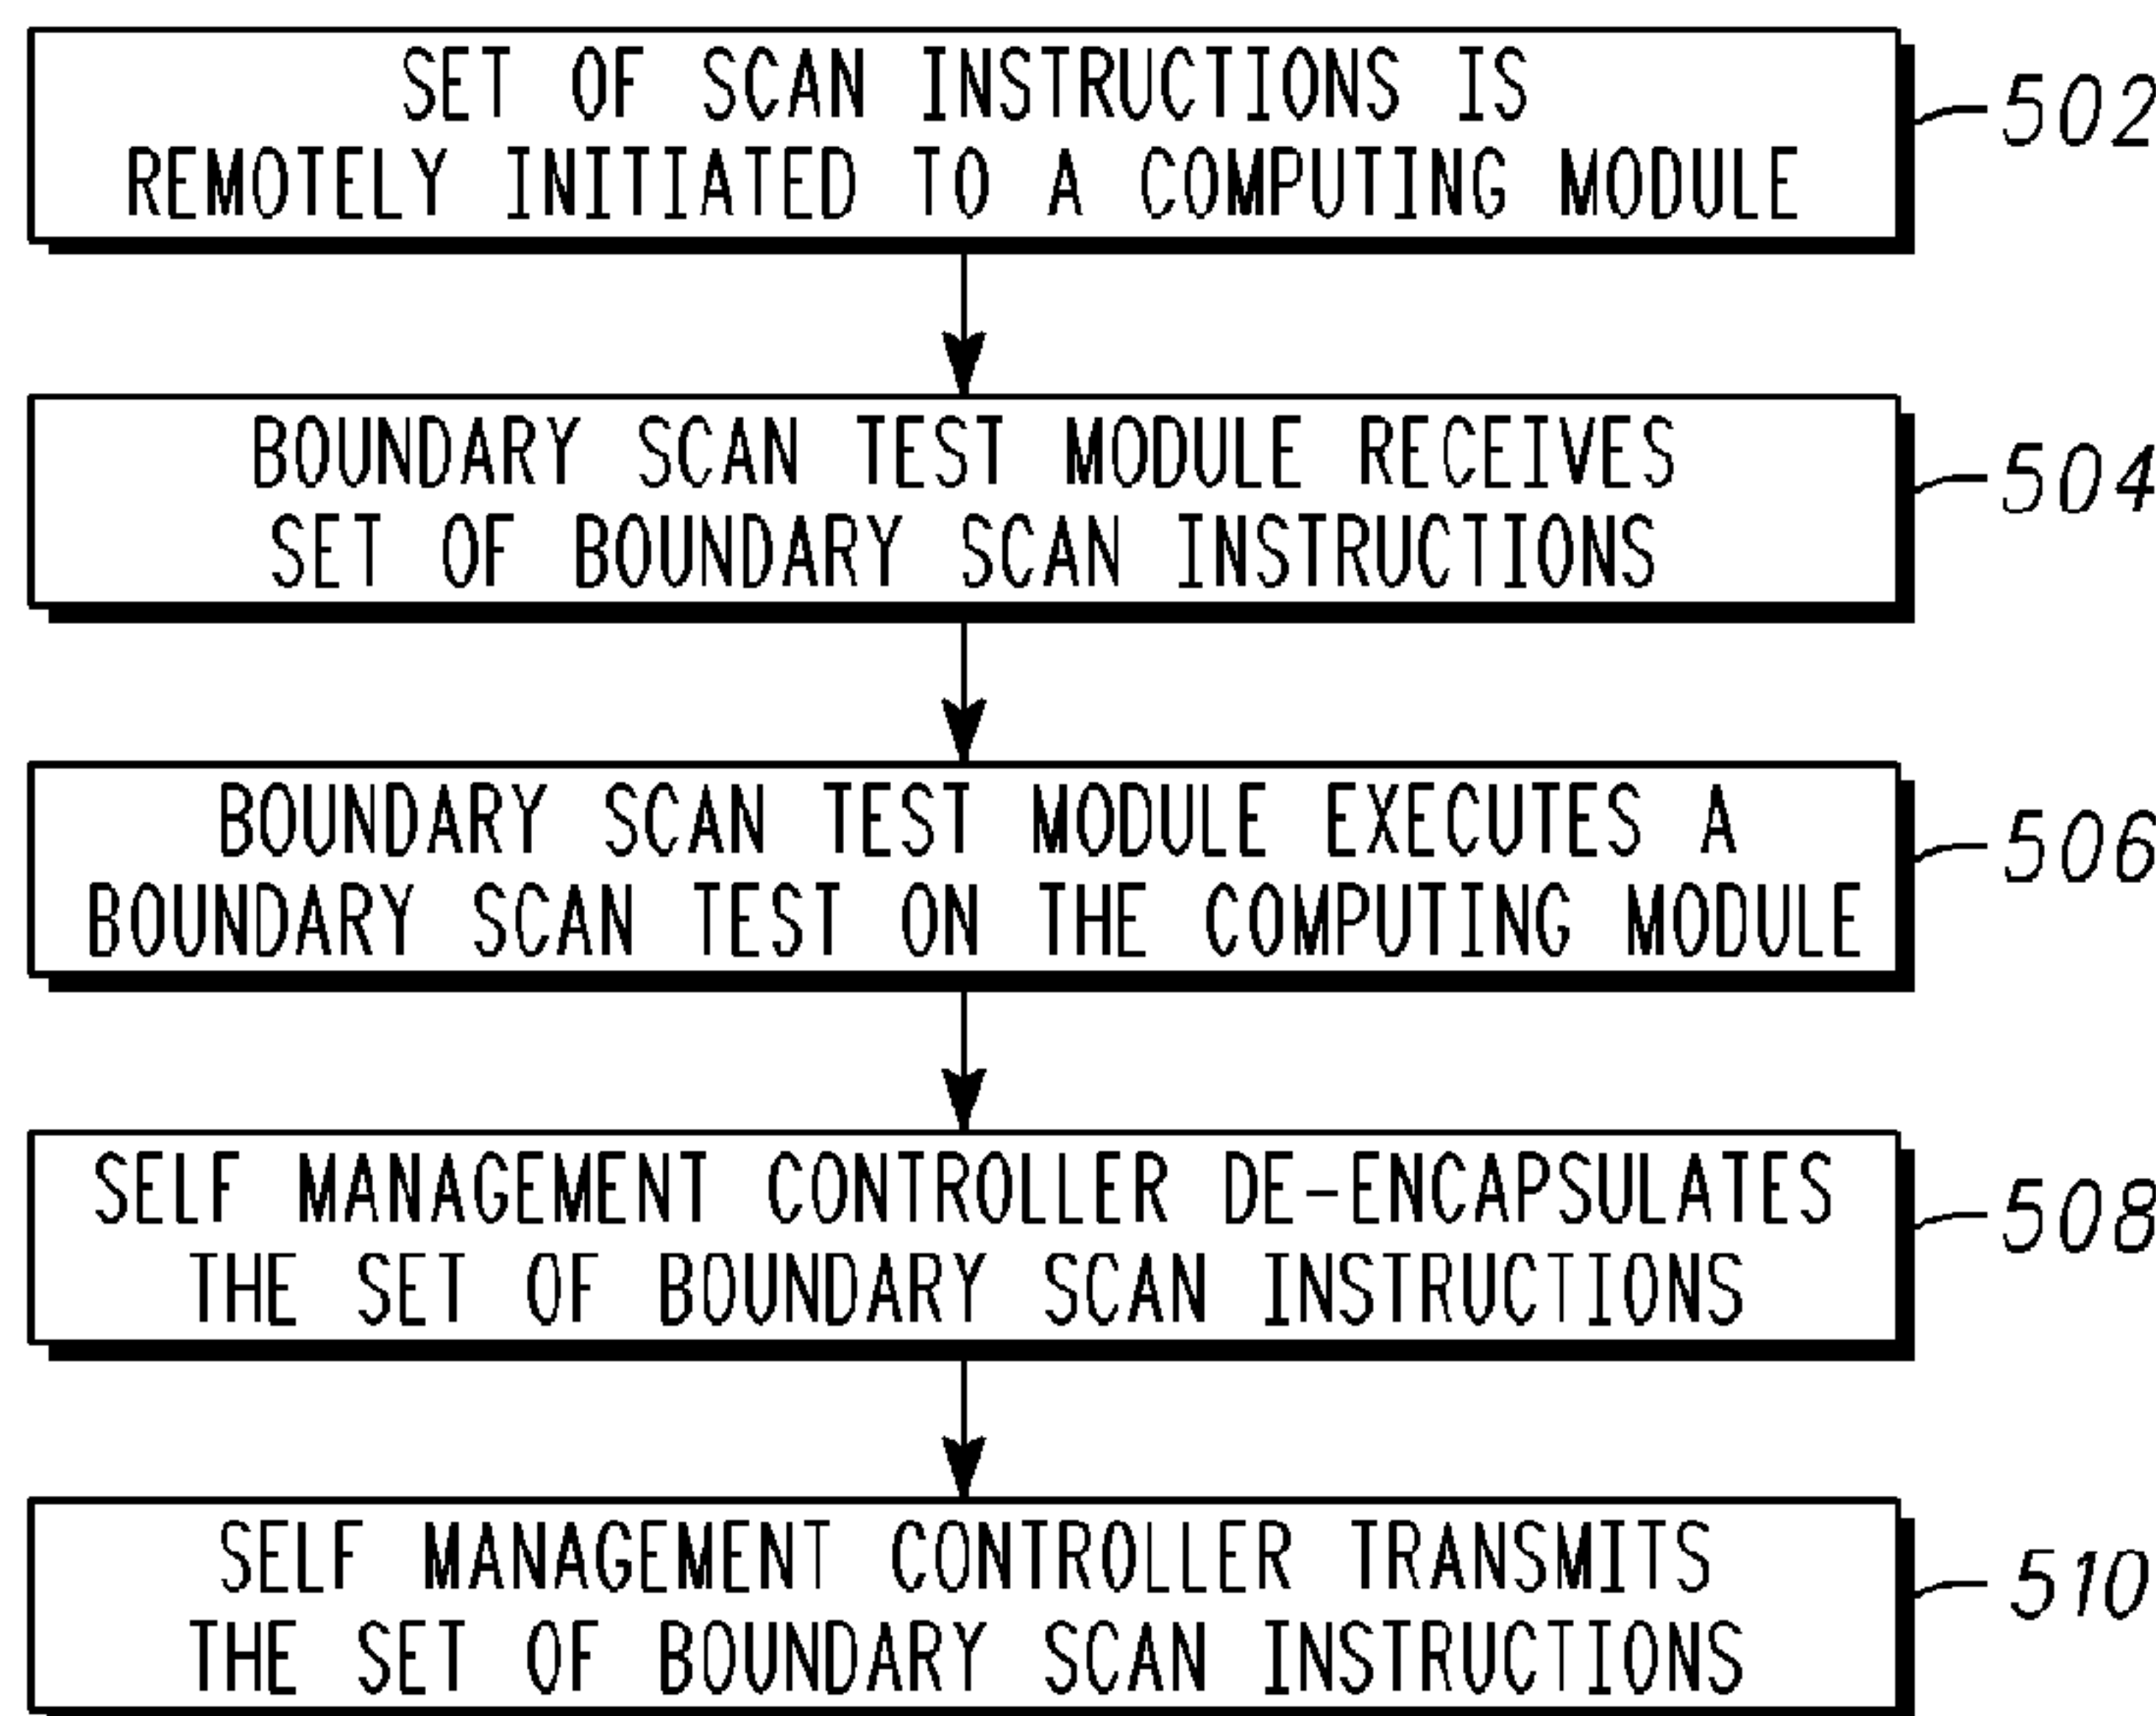 SET OF SCAN INSTRUCTIONS IS
REMOTELY INITIATED TO A COMPUTING MODULE
502
BOUNDARY SCAN TEST MODULE RECEIVES
SET OF BOUNDARY SCAN INSTRUCTIONS
504
BOUNDARY SCAN TEST MODULE EXECUTES A
BOUNDARY SCAN TEST ON THE COMPUTING MODULE
506
SELF MANAGEMENT CONTROLLER DE-ENCAPSULATES
THE SET OF BOUNDARY SCAN INSTRUCTIONS
508
SELF MANAGEMENT CONTROLLER TRANSMITS
THE SET OF BOUNDARY SCAN INSTRUCTIONS
510